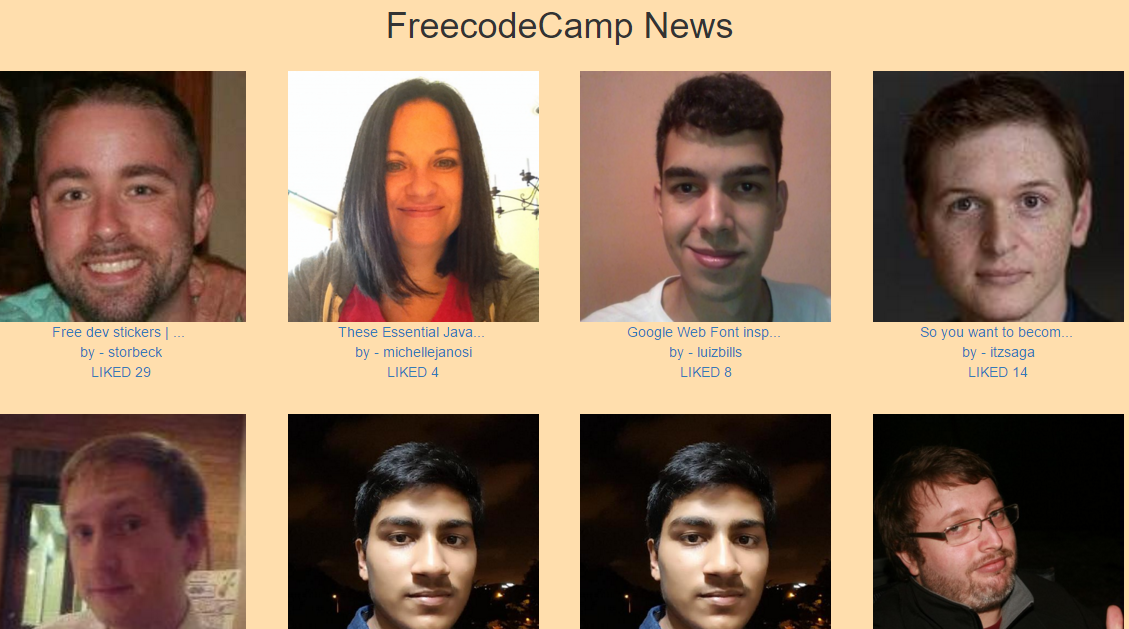 FreecodeCamp News
Free dev stickers | ...
by - storbeck
LIKED 29
These Essential Java...
by - michellejanosi
LIKED 4
Google Web Font insp...
by - luizbills
LIKED 8
So you want to becom...
by - itzsaga
LIKED 14